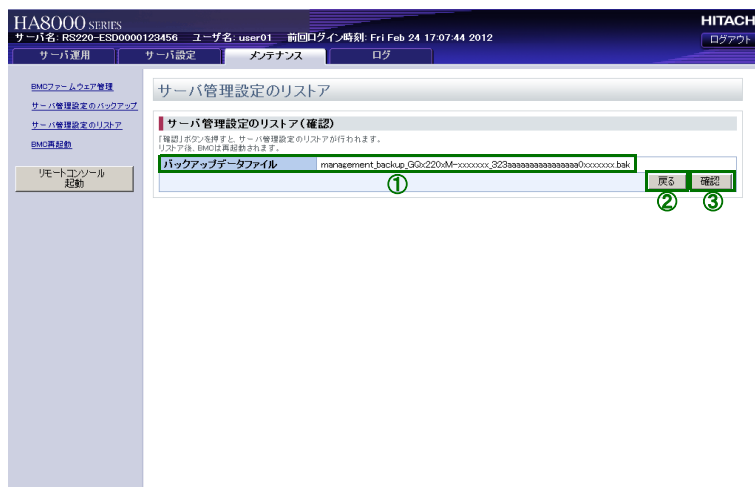 HA8000 SERIES
HITACHI
サーバ名: RS220-ESD0000123456 ユーザ名: user01 前回ログイン時刻: Fri Feb 24 17:07:44 2012
ログアウト
サーバ運用 サーバ設定 メンテナンス ログ
BMCファームウェア管理
サーバ管理設定のバックアップ
サーバ管理設定のリストア
BMC再起動
リモートコンソール
起動
サーバ管理設定のリストア
サーバ管理設定のリストア(確認)
「確認」ボタンを押すと、サーバ管理設定のリストアが行われます。
リストア後、BMCは再起動されます。
バックアップデータファイル management_backup_GQx220xM-xxxxxxx_323aaaaaaaaaaaaaaaa0xxxxxxx.bak
①
戻る 確認
② ③